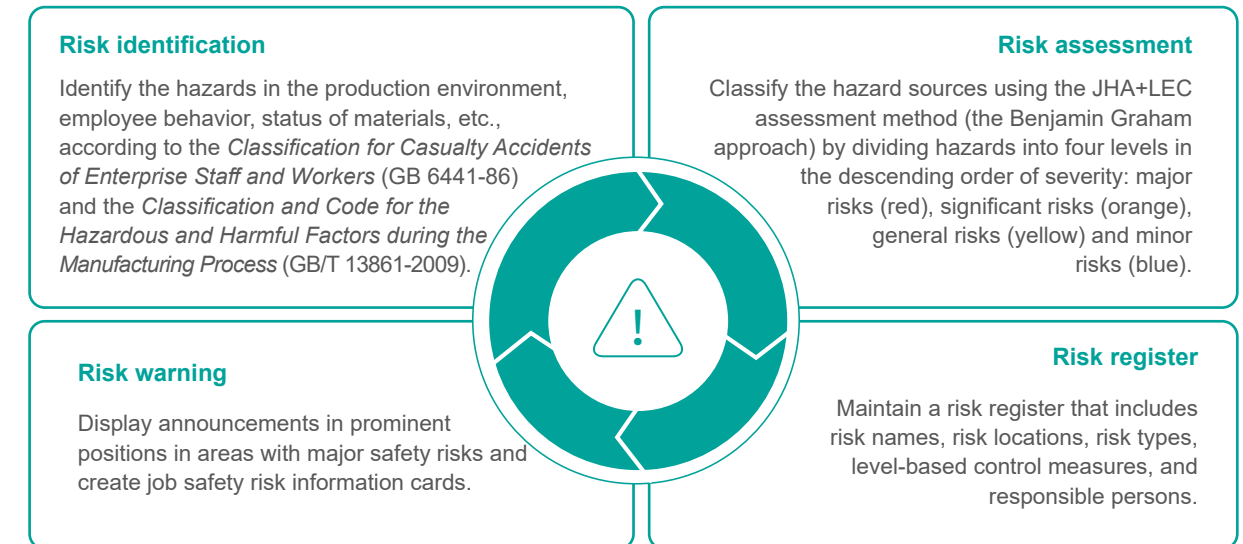 Risk identification
Identify the hazards in the production environment,
employee behavior, status of materials, etc.,
according to the Classification for Casualty Accidents
of Enterprise Staff and Workers (GB 6441-86)
and the Classification and Code for the
Hazardous and Harmful Factors during the
Manufacturing Process (GB/T 13861-2009).
Risk assessment
Classify the hazard sources using the JHA+LEC
assessment method (the Benjamin Graham
approach) by dividing hazards into four levels in
the descending order of severity: major
risks (red), significant risks (orange),
general risks (yellow) and minor
risks (blue).
Risk warning
Display announcements in prominent
positions in areas with major safety risks and
create job safety risk information cards.
Risk register
Maintain a risk register that includes
risk names, risk locations, risk types,
level-based control measures, and
responsible persons.
!